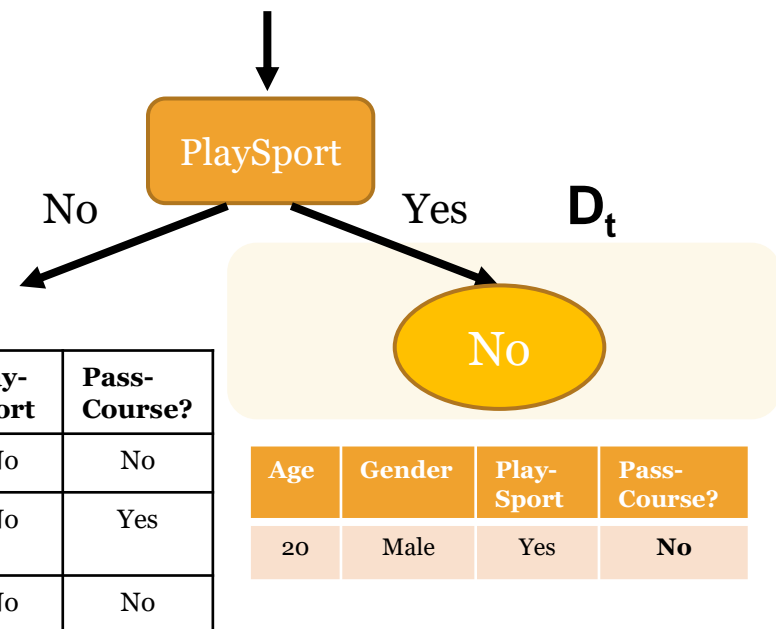 PlaySport
No
Yes
Dt
No
Pass-
Course?
No
Yes
No
Age Gender Play- Pass-
Sport Course?
20 Male Yes No